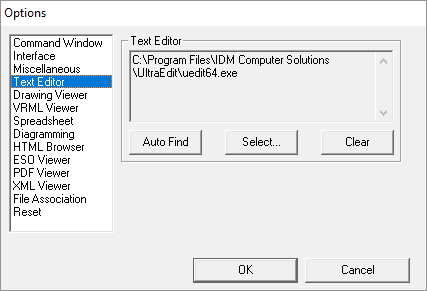 Options
Command Window
Interface
Miscellaneous
Text Editor
Drawing Viewer
VRML Viewer
Spreadsheet
Diagramming
HTML Browser
ESO Viewer
PDF Viewer
XML Viewer
File Association
Reset
Text Editor
C:\Program Files\IDM Computer Solutions
\UltraEdit\uedit64.exe
Auto Find Select... Clear
OK Cancel